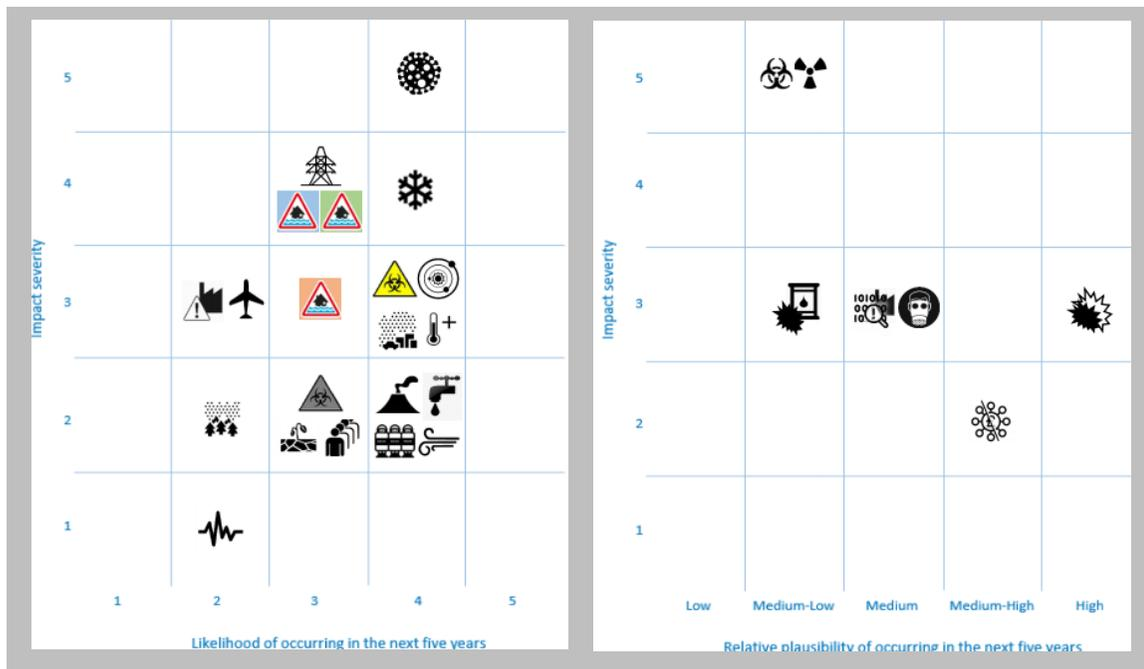 5
4
3
2
1
Impact severity
1 2 3 4 5
Likelihood of occurring in the next five years
5
4
3
2
1
Impact severity
Low Medium-Low Medium Medium-High High
Relative plausibility of occurring in the next five years